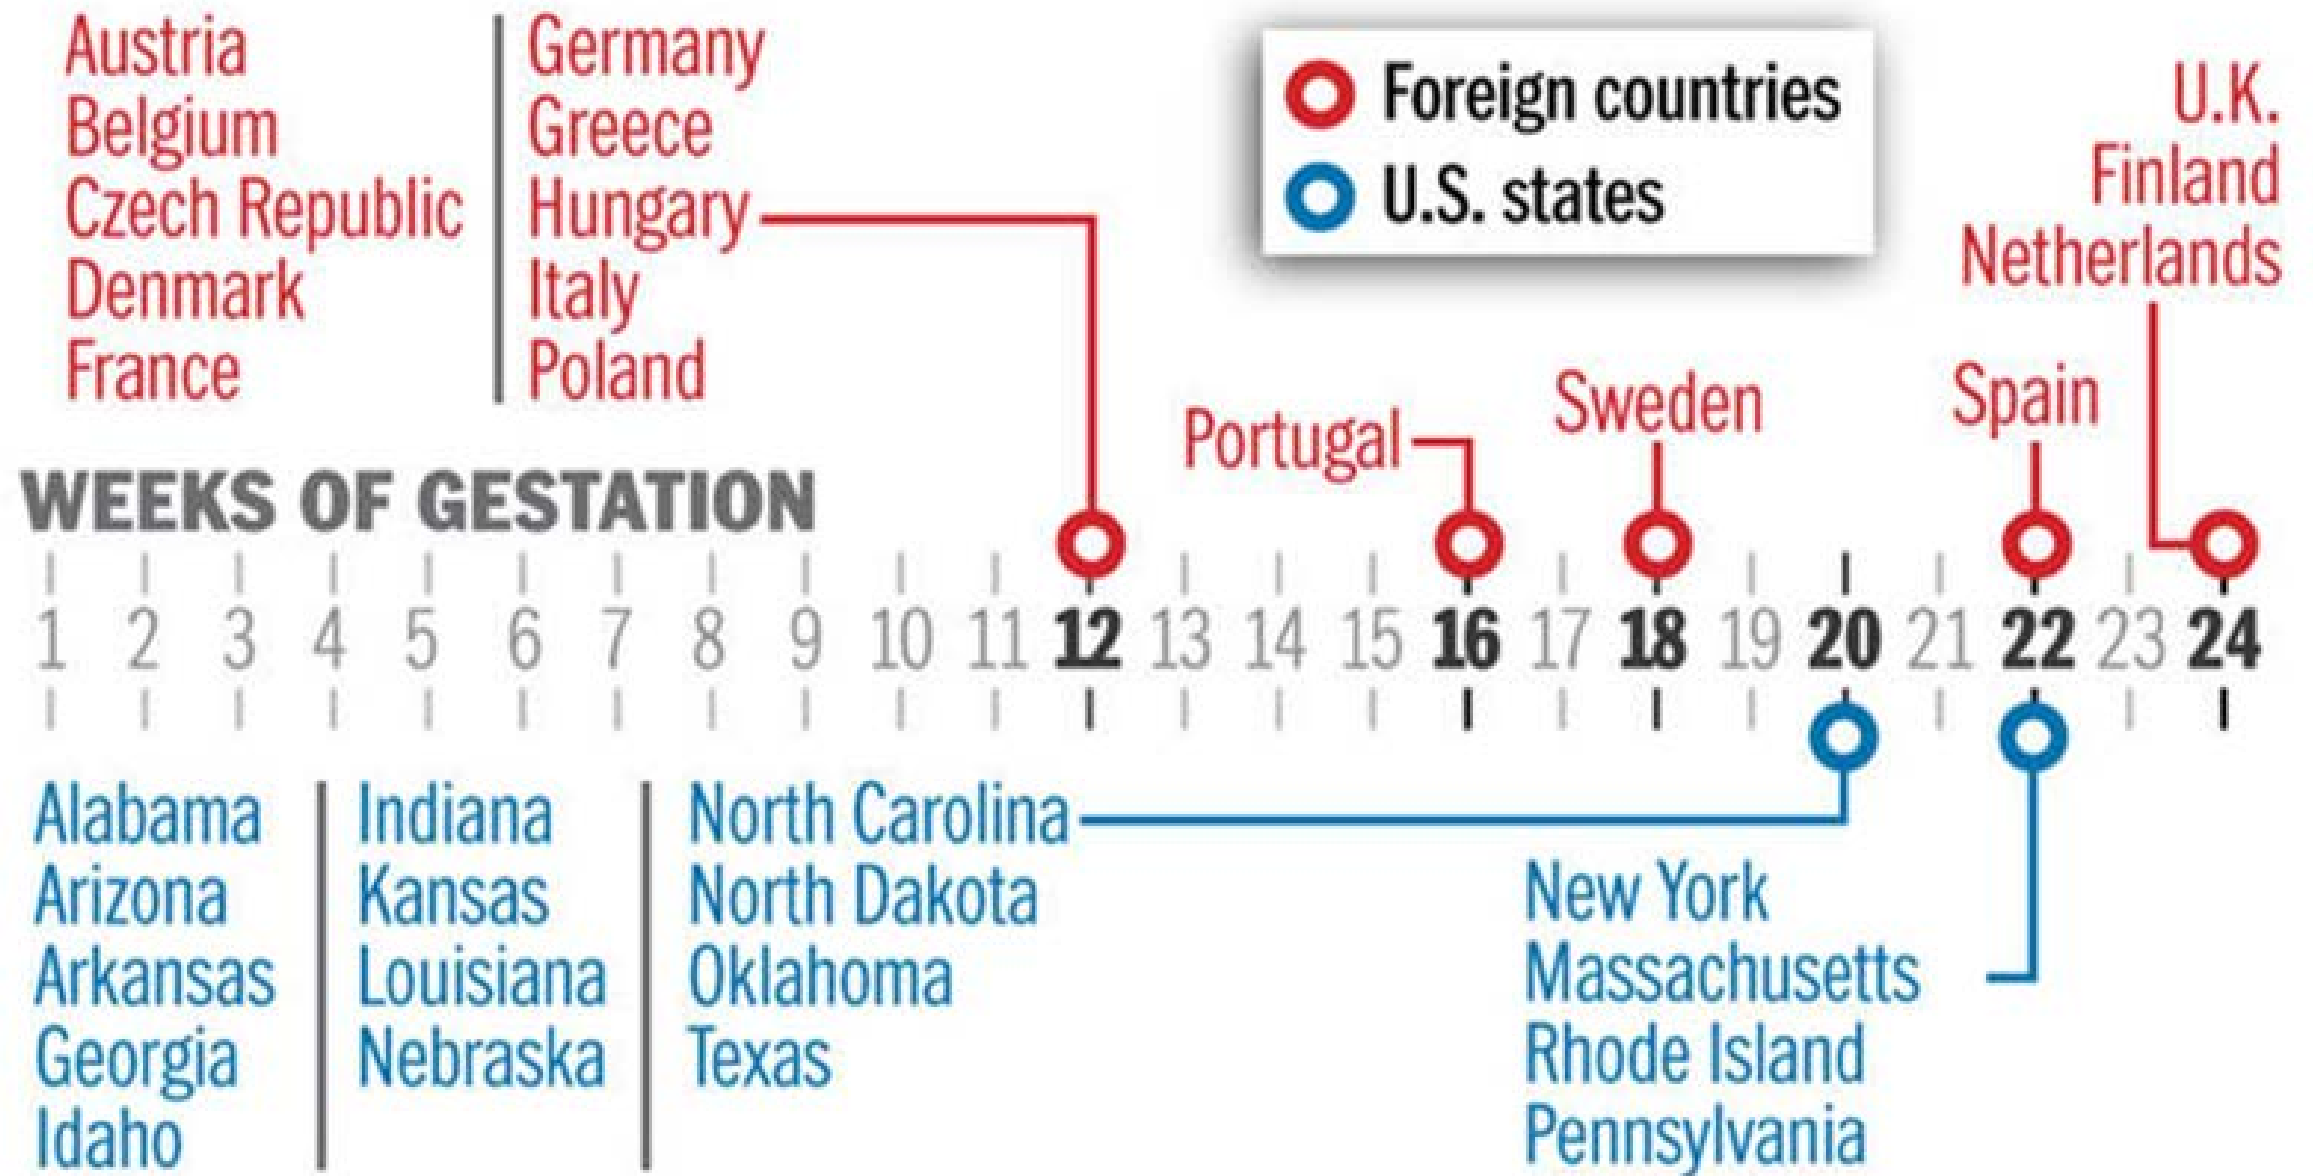 Austria
Belgium
Czech Republic
Denmark
France
Germany
Greece
Hungary
Italy
Poland
Foreign countries
U.S. states
U.K.
Finland
Netherlands
Portugal
Sweden
Spain
WEEKS OF GESTATION
1 2 3 4 5 6 7 8 9 10 11 12 13 14 15 16 17 18 19 20 21 22 23 24
Alabama
Arizona
Arkansas
Georgia
Idaho
Indiana
Kansas
Louisiana
Nebraska
North Carolina
North Dakota
Oklahoma
Texas
New York
Massachusetts
Rhode Island
Pennsylvania